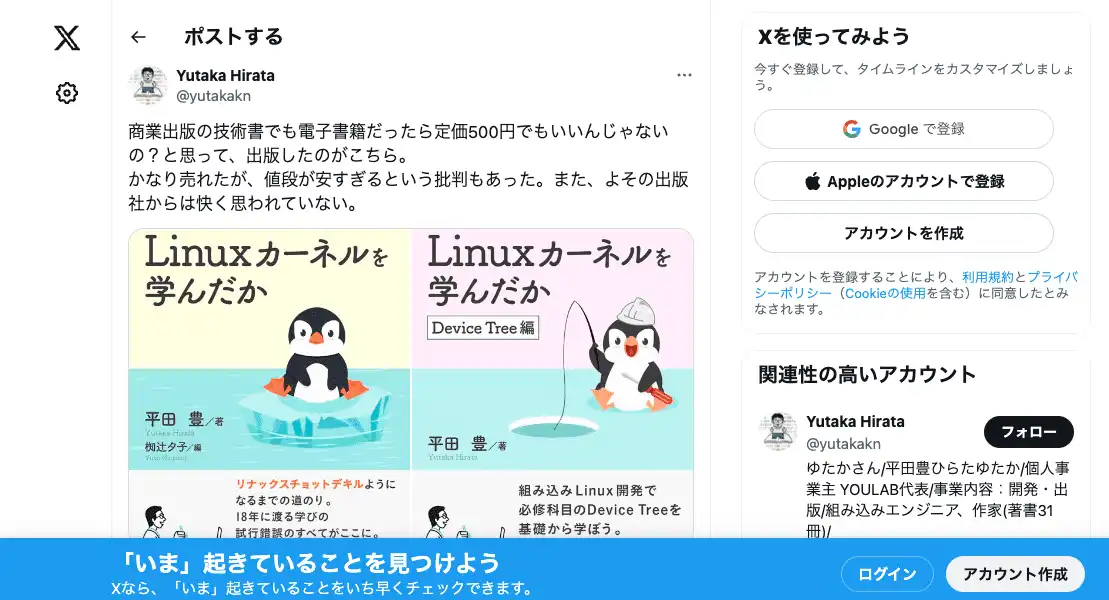 ポストする
Yutaka Hirata
@yutakakn
商業出版の技術書でも電子書籍だったら定価500円でもいいんじゃない
の？と思って、出版したのがこちら。
かなり売れたが、値段が安すぎるという批判もあった。また、よその出版
社からは快く思われていない。
Linuxカーネルを
学んだか
平田 豊／著
Yutaka Hirata
椥辻夕子／編
リナックスチョットデキルように
なるまでの道のり。
18年に渡る学びの
試行錯誤のすべてがここに。
Linuxカーネルを
学んだか
Device Tree 編
平田 豊／著
Yutaka Hirata
組み込みLinux開発で
必修科目のDevice Treeを
基礎から学ぼう。
Xを使ってみよう
今すぐ登録して、タイムラインをカスタマイズしましょ
う。
Google で登録
Appleのアカウントで登録
アカウントを作成
アカウントを登録することにより、利用規約とプライバ
シーポリシー（Cookieの使用を含む）に同意したとみ
なされます。
関連性の高いアカウント
Yutaka Hirata
@yutakakn
フォロー
ゆたかさん/平田豊ひらたゆたか/個人事
業主 YOULAB代表/事業内容：開発・出
版/組み込みエンジニア、作家(著書31
冊)/
「いま」起きていることを見つけよう
Xなら、「いま」起きていることをいち早くチェックできます。
ログイン
アカウント作成